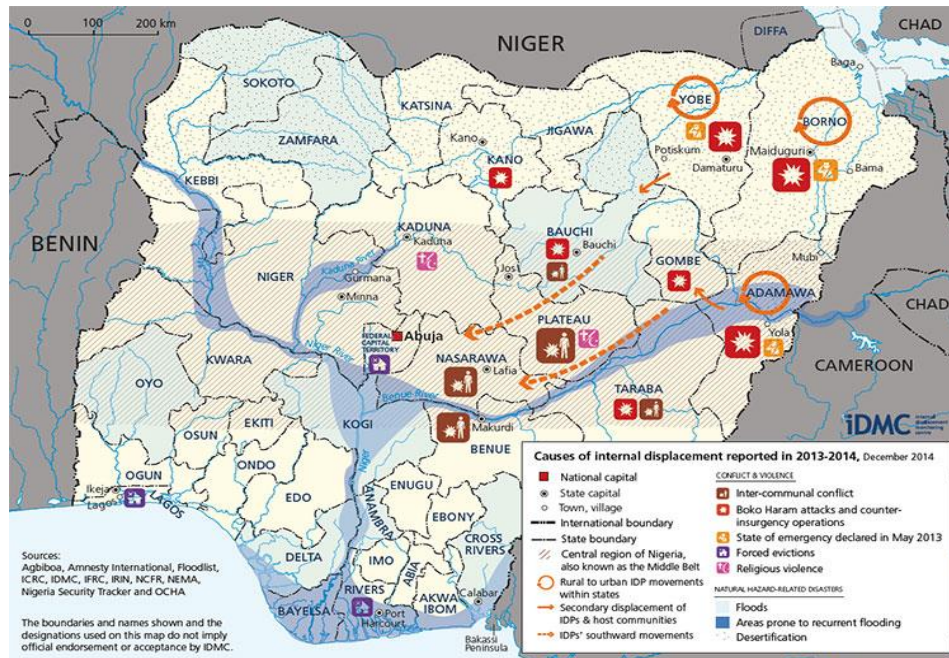 0 100 200 km
NIGER
CHAD
DIFFA
Baga
SOKOTO
KATSINA
YOBE
BORNO
ZAMFARA
Kano
JIGAWA
KANO
Potiskum
Damaturu
Maiduguri
Bama
KEBBI
BENIN
KADUNA
Kaduna
BAUCHI
Bauchi
GOMBE
Mubi
Kaduna River
Gurmana
NIGER
Minna
Jos
ADAMAWA
CHAD
FEDERAL
CAPITAL
TERRITORY
Abuja
PLATEAU
Yola
CAMEROON
KWARA
Niger River
NASARAWA
Lafia
OYO
Benue River
TARABA
KOGI
Makurdi
BENUE
OSUN
EKITI
OGUN
ONDO
Niger
Ikeja
Lagos
LAGOS
EDO
ANAMBRA
ENUGU
EBONY
CROSS
RIVERS
DELTA
IMO
ABIA
BAYELSA
RIVERS
Port
Harcourt
AKWA
IBOM
Calabar
Bakassi
Peninsula
iDMC
internal
displacement
monitoring
centre
Sources:
Agbiboa, Amnesty International, Floodlist,
ICRC, IDMC, IFRC, IRIN, NCFR, NEMA,
Nigeria Security Tracker and OCHA
The boundaries and names shown and the
designations used on this map do not imply
official endorsement or acceptance by IDMC.
Causes of internal displacement reported in 2013-2014, December 2014
National capital
State capital
Town, village
International boundary
State boundary
Central region of Nigeria,
also known as the Middle Belt
Rural to urban IDP movements
within states
Secondary displacement of
IDPs & host communities
IDPs' southward movements
CONFLICT & VIOLENCE
Inter-communal conflict
Boko Haram attacks and counter-
insurgency operations
State of emergency declared in May 2013
Forced evictions
Religious violence
NATURAL HAZARD-RELATED DISASTERS
Floods
Areas prone to recurrent flooding
Desertification